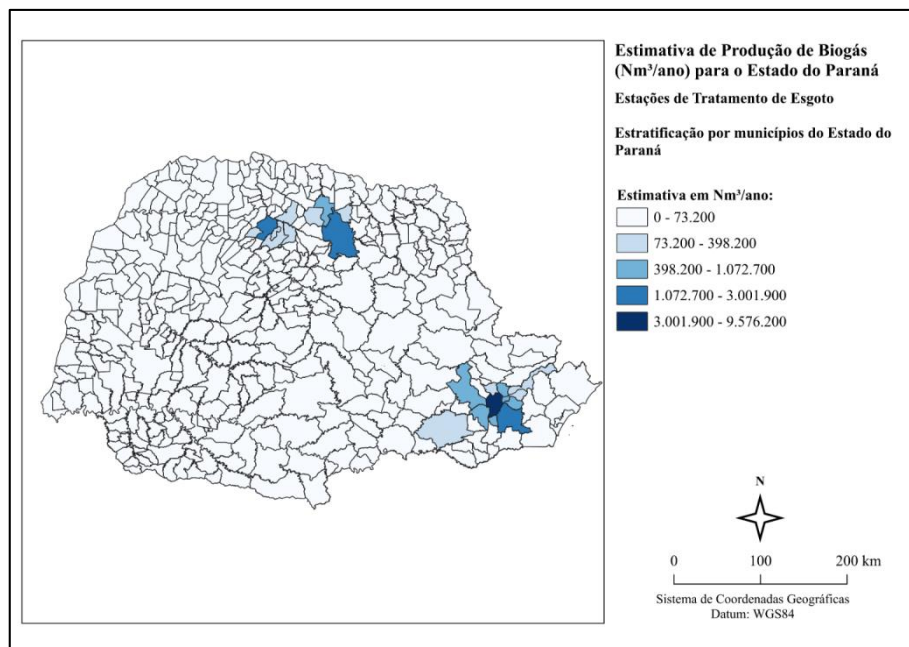 Estimativa de Produção de Biogás
(Nm³/ano) para o Estado do Paraná
Estações de Tratamento de Esgoto
Estratificação por municípios do Estado do
Paraná
Estimativa em Nm³/ano:
0 - 73.200
73.200 - 398.200
398.200 - 1.072.700
1.072.700 - 3.001.900
3.001.900 - 9.576.200
N
0 100 200 km
Sistema de Coordenadas Geográficas
Datum: WGS84